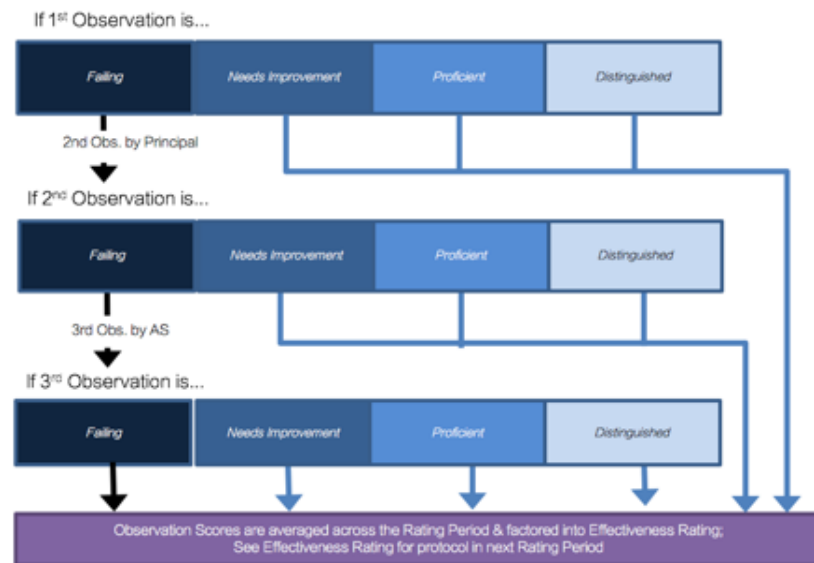 If 1st Observation is...
Failing
Needs Improvement
Proficient
Distinguished
2nd Obs. by Principal
If 2nd Observation is...
Failing
Needs Improvement
Proficient
Distinguished
3rd Obs. by AS
If 3rd Observation is...
Failing
Needs Improvement
Proficient
Distinguished
Observation Scores are averaged across the Rating Period & factored into Effectiveness Rating;
See Effectiveness Rating for protocol in next Rating Period